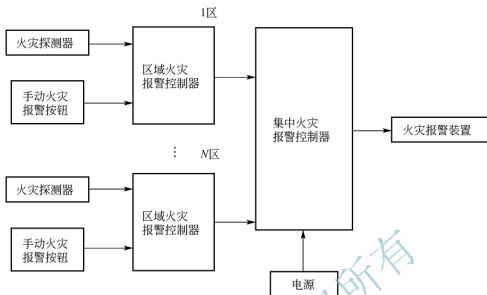 1区
火灾探测器
手动火灾
报警按钮
区域火灾
报警控制器
集中火灾
报警控制器
火灾报警装置
⋮
N区
火灾探测器
手动火灾
报警按钮
区域火灾
报警控制器
电源
所有